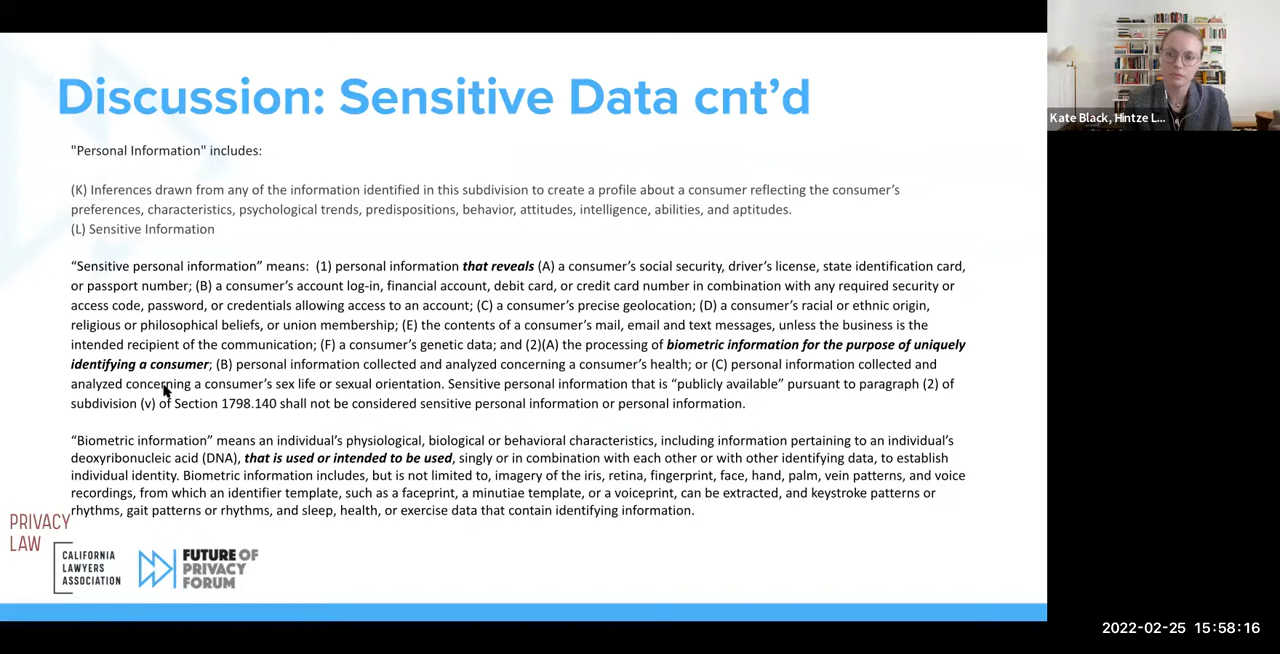 Discussion: Sensitive Data cnt’d
"Personal Information" includes:
(K) Inferences drawn from any of the information identified in this subdivision to create a profile about a consumer reflecting the consumer’s
preferences, characteristics, psychological trends, predispositions, behavior, attitudes, intelligence, abilities, and aptitudes.
(L) Sensitive Information
“Sensitive personal information” means: (1) personal information that reveals (A) a consumer’s social security, driver’s license, state identification card,
or passport number; (B) a consumer’s account log-in, financial account, debit card, or credit card number in combination with any required security or
access code, password, or credentials allowing access to an account; (C) a consumer’s precise geolocation; (D) a consumer’s racial or ethnic origin,
religious or philosophical beliefs, or union membership; (E) the contents of a consumer’s mail, email and text messages, unless the business is the
intended recipient of the communication; (F) a consumer’s genetic data; and (2)(A) the processing of biometric information for the purpose of uniquely
identifying a consumer; (B) personal information collected and analyzed concerning a consumer’s health; or (C) personal information collected and
analyzed concerning a consumer’s sex life or sexual orientation. Sensitive personal information that is “publicly available” pursuant to paragraph (2) of
subdivision (v) of Section 1798.140 shall not be considered sensitive personal information or personal information.
“Biometric information” means an individual’s physiological, biological or behavioral characteristics, including information pertaining to an individual’s
deoxyribonucleic acid (DNA), that is used or intended to be used, singly or in combination with each other or with other identifying data, to establish
individual identity. Biometric information includes, but is not limited to, imagery of the iris, retina, fingerprint, face, hand, palm, vein patterns, and voice
recordings, from which an identifier template, such as a faceprint, a minutiae template, or a voiceprint, can be extracted, and keystroke patterns or
rhythms, gait patterns or rhythms, and sleep, health, or exercise data that contain identifying information.
PRIVACY
LAW
CALIFORNIA
LAWYERS
ASSOCIATION
FUTURE OF
PRIVACY
FORUM
Kate Black, Hintze L...
2022-02-25 15:58:16